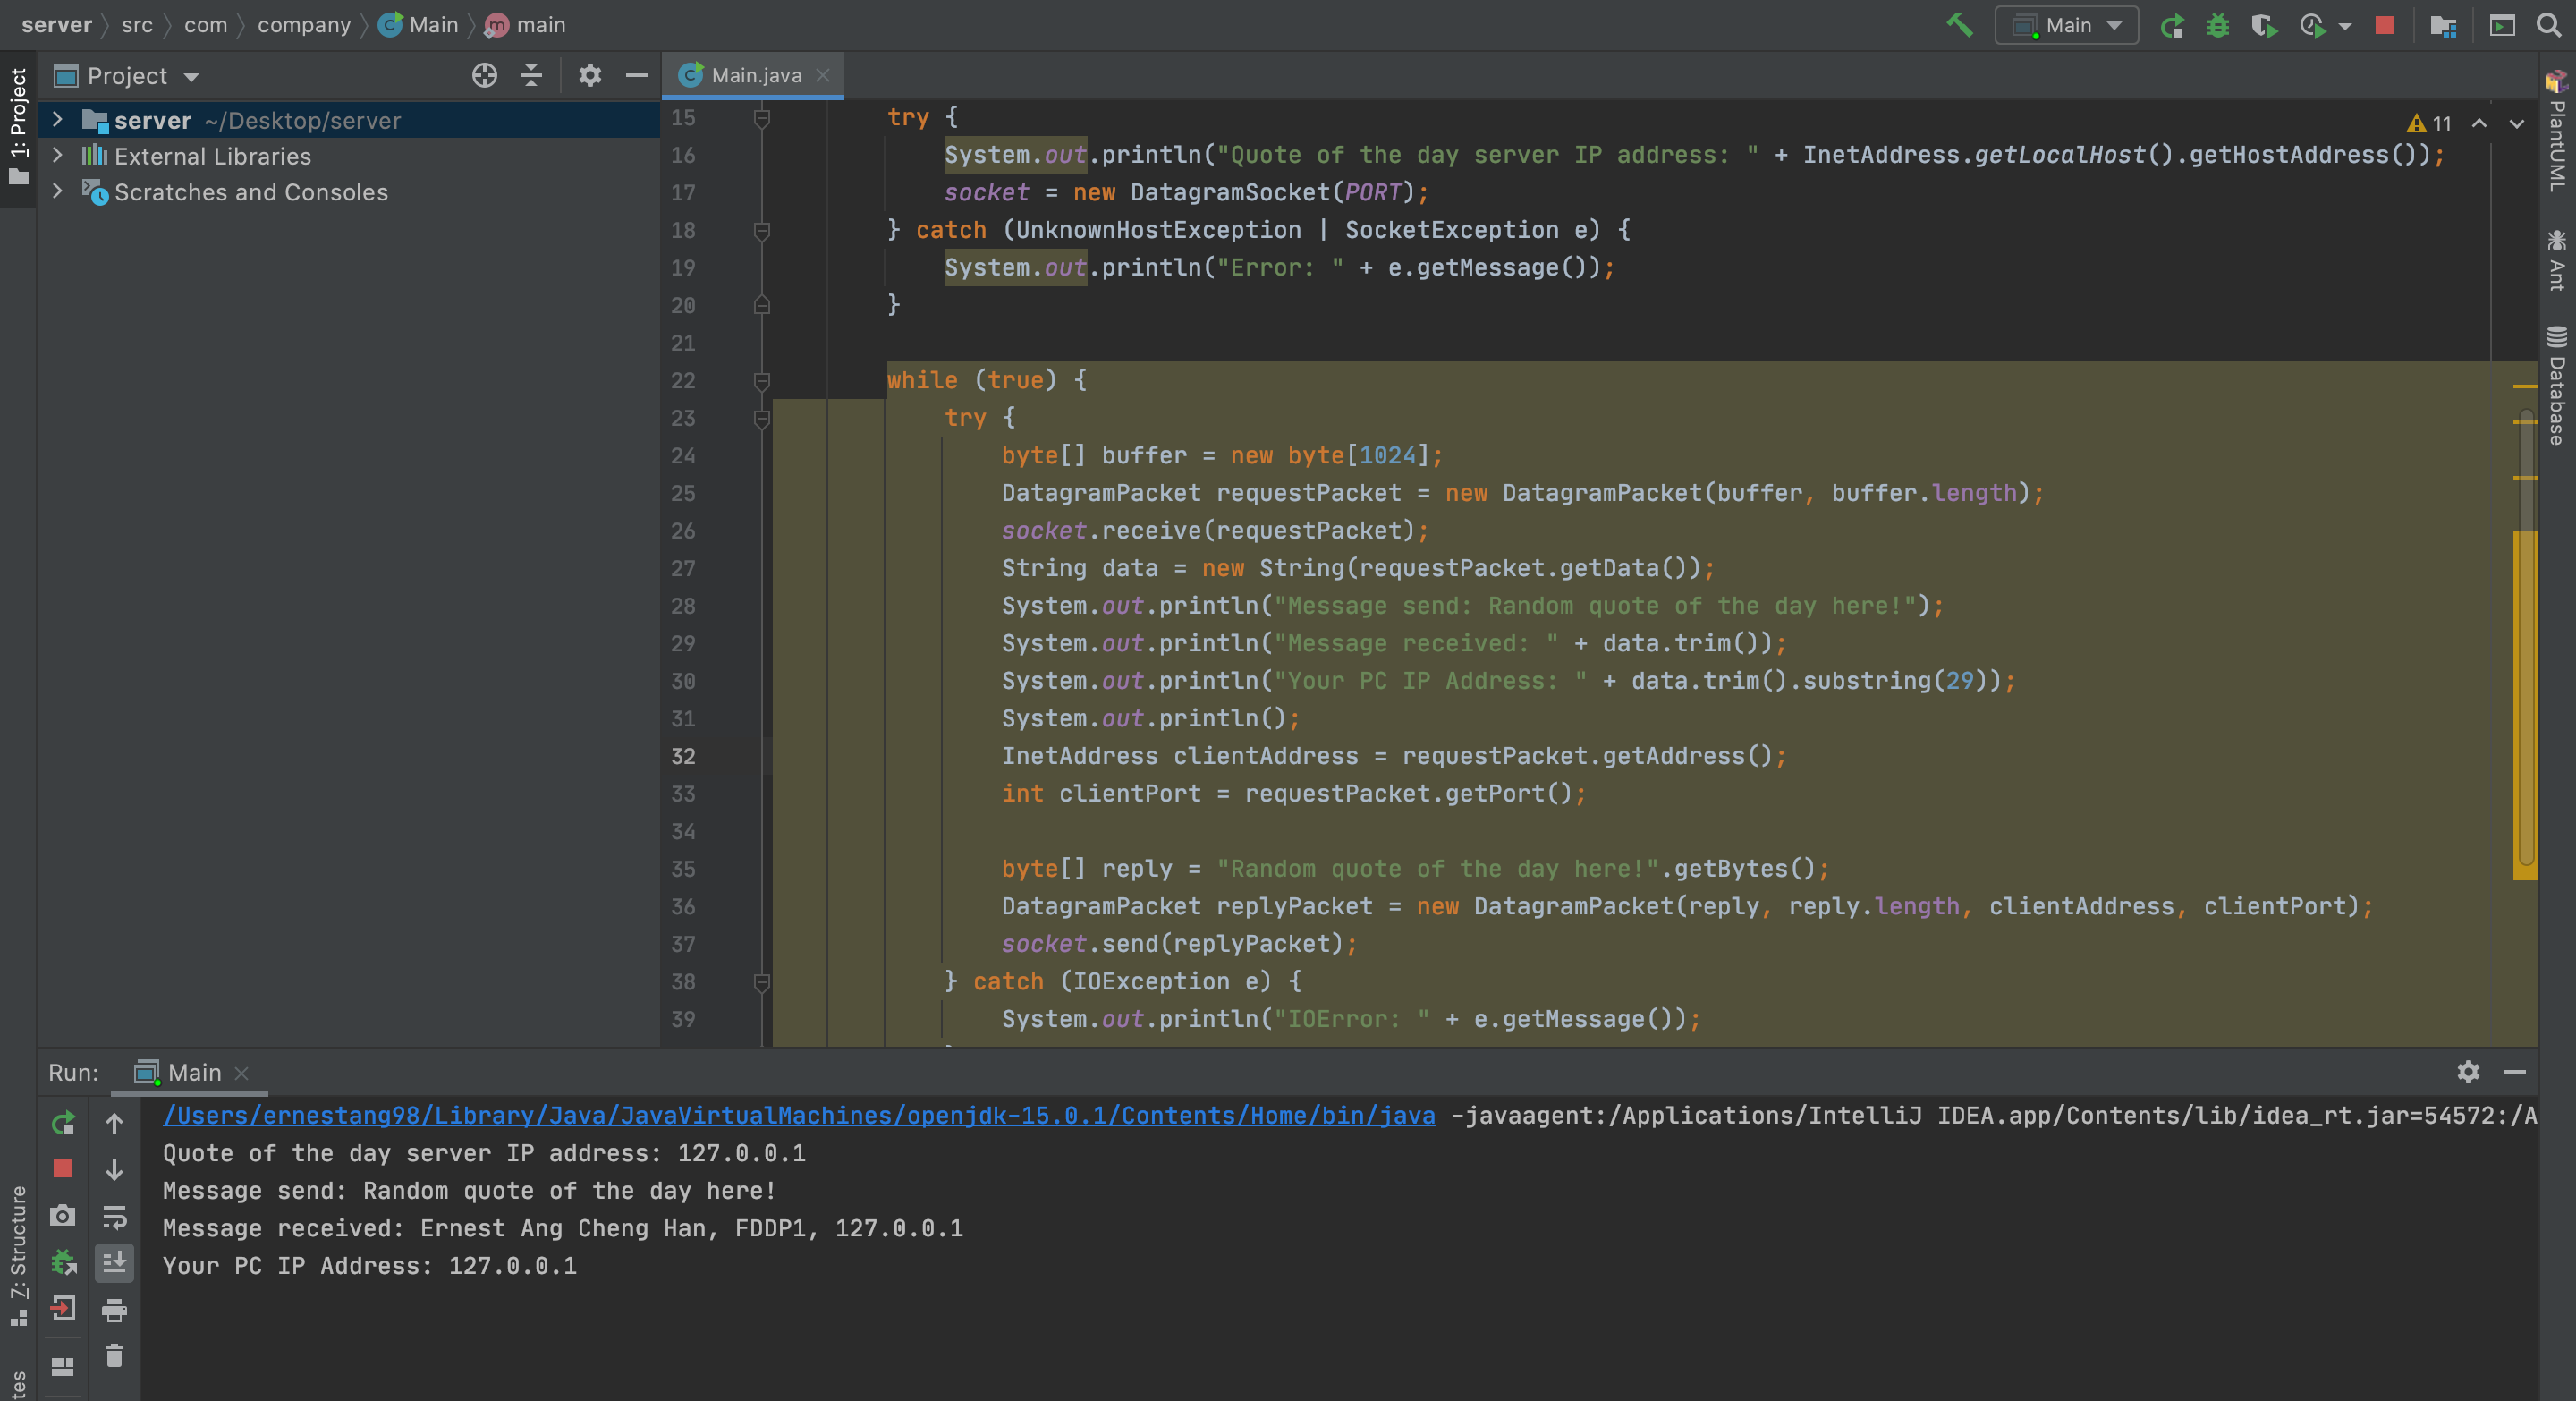 server src com company Main main
Main
1: Project
Project
server ~/Desktop/server
External Libraries
Scratches and Consoles
Main.java
11
15 try {
16 System.out.println("Quote of the day server IP address: " + InetAddress.getLocalHost().getHostAddress());
17 socket = new DatagramSocket(PORT);
18 } catch (UnknownHostException | SocketException e) {
19 System.out.println("Error: " + e.getMessage());
20 }
21
22 while (true) {
23 try {
24 byte[] buffer = new byte[1024];
25 DatagramPacket requestPacket = new DatagramPacket(buffer, buffer.length);
26 socket.receive(requestPacket);
27 String data = new String(requestPacket.getData());
28 System.out.println("Message send: Random quote of the day here!");
29 System.out.println("Message received: " + data.trim());
30 System.out.println("Your PC IP Address: " + data.trim().substring(29));
31 System.out.println();
32 InetAddress clientAddress = requestPacket.getAddress();
33 int clientPort = requestPacket.getPort();
34
35 byte[] reply = "Random quote of the day here!".getBytes();
36 DatagramPacket replyPacket = new DatagramPacket(reply, reply.length, clientAddress, clientPort);
37 socket.send(replyPacket);
38 } catch (IOException e) {
39 System.out.println("IOError: " + e.getMessage());
PlantUML
Ant
Database
Run: Main
/Users/ernestang98/Library/Java/JavaVirtualMachines/openjdk-15.0.1/Contents/Home/bin/java -javaagent:/Applications/IntelliJ IDEA.app/Contents/lib/idea_rt.jar=54572:/A
Quote of the day server IP address: 127.0.0.1
Message send: Random quote of the day here!
Message received: Ernest Ang Cheng Han, FDDP1, 127.0.0.1
Your PC IP Address: 127.0.0.1
7: Structure
tes